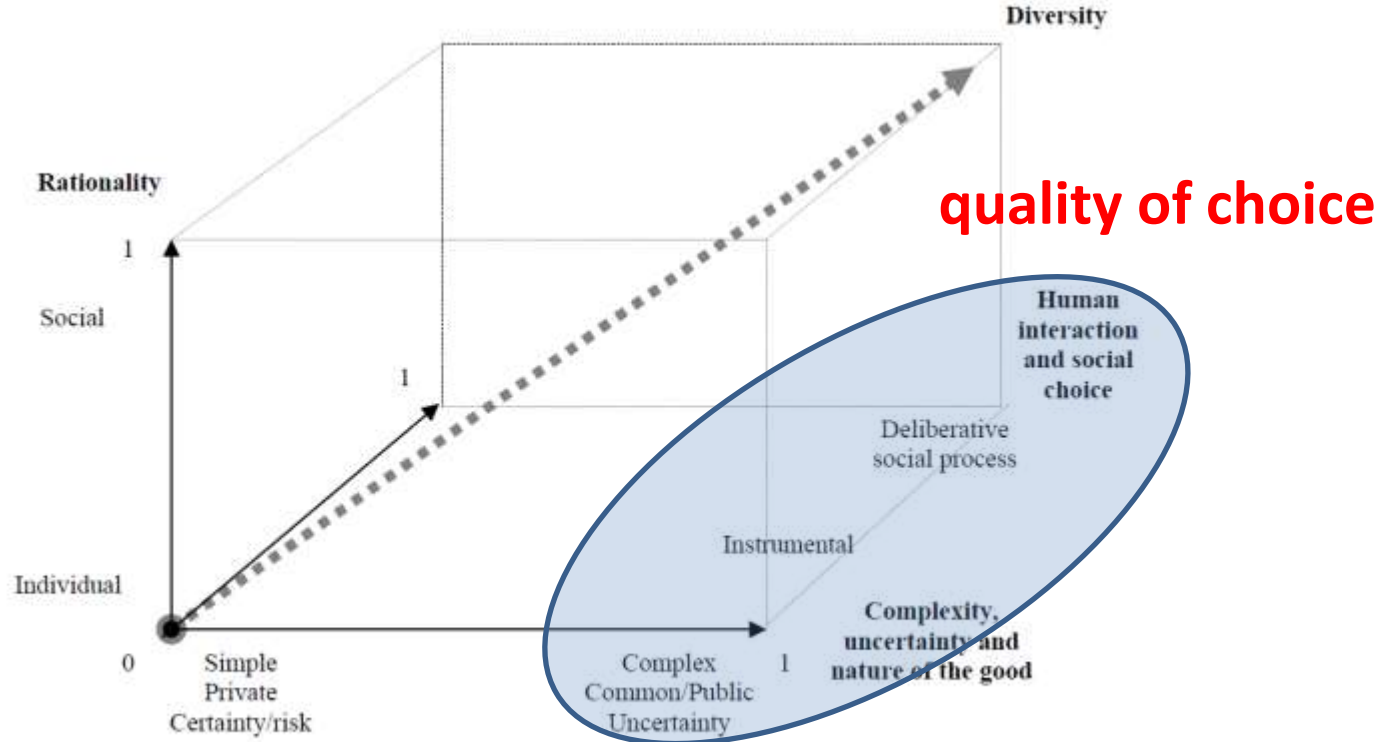 Diversity
Rationality
quality of choice
1
Social
Human
interaction
and social
choice
1
Deliberative
social process
Instrumental
Individual
Complexity,
uncertainty and
nature of the good
0
Simple
Private
Certainty/risk
Complex
Common/Public
Uncertainty
1